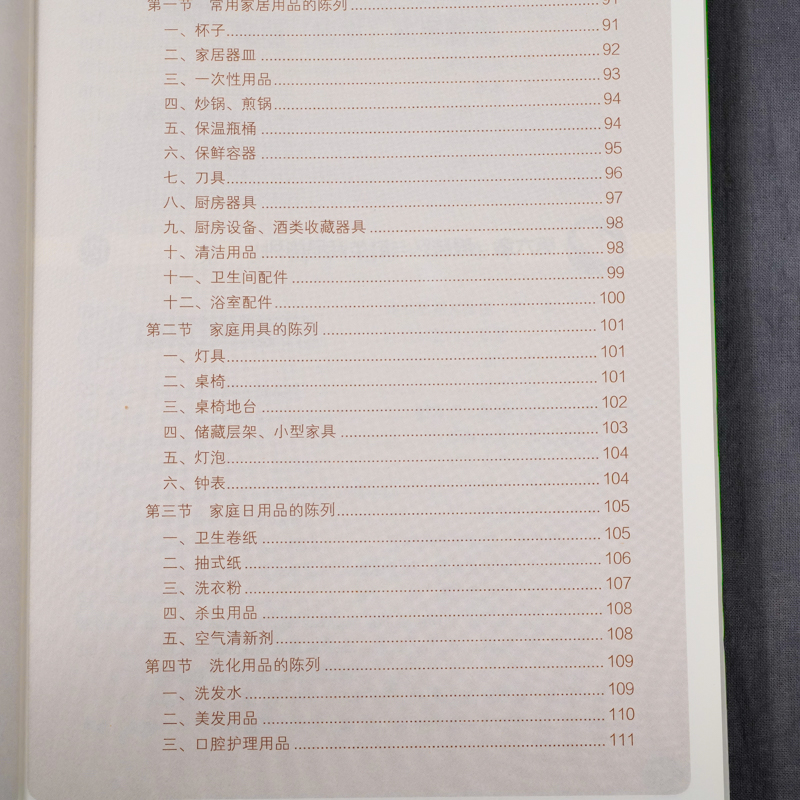 第一节 常用家居用品的陈列 91
一、杯子 91
二、家居器皿 92
三、一次性用品 93
四、炒锅、煎锅 94
五、保温瓶桶 94
六、保鲜容器 95
七、刀具 96
八、厨房器具 97
九、厨房设备、酒类收藏器具 98
十、清洁用品 98
十一、卫生间配件 99
十二、浴室配件 100
第二节 家庭用具的陈列 101
一、灯具 101
二、桌椅 101
三、桌椅地台 102
四、储藏层架、小型家具 103
五、灯泡 104
六、钟表 104
第三节 家庭日用品的陈列 105
一、卫生卷纸 105
二、抽式纸 106
三、洗衣粉 107
四、杀虫用品 108
五、空气清新剂 108
第四节 洗化用品的陈列 109
一、洗发水 109
二、美发用品 110
三、口腔护理用品 111